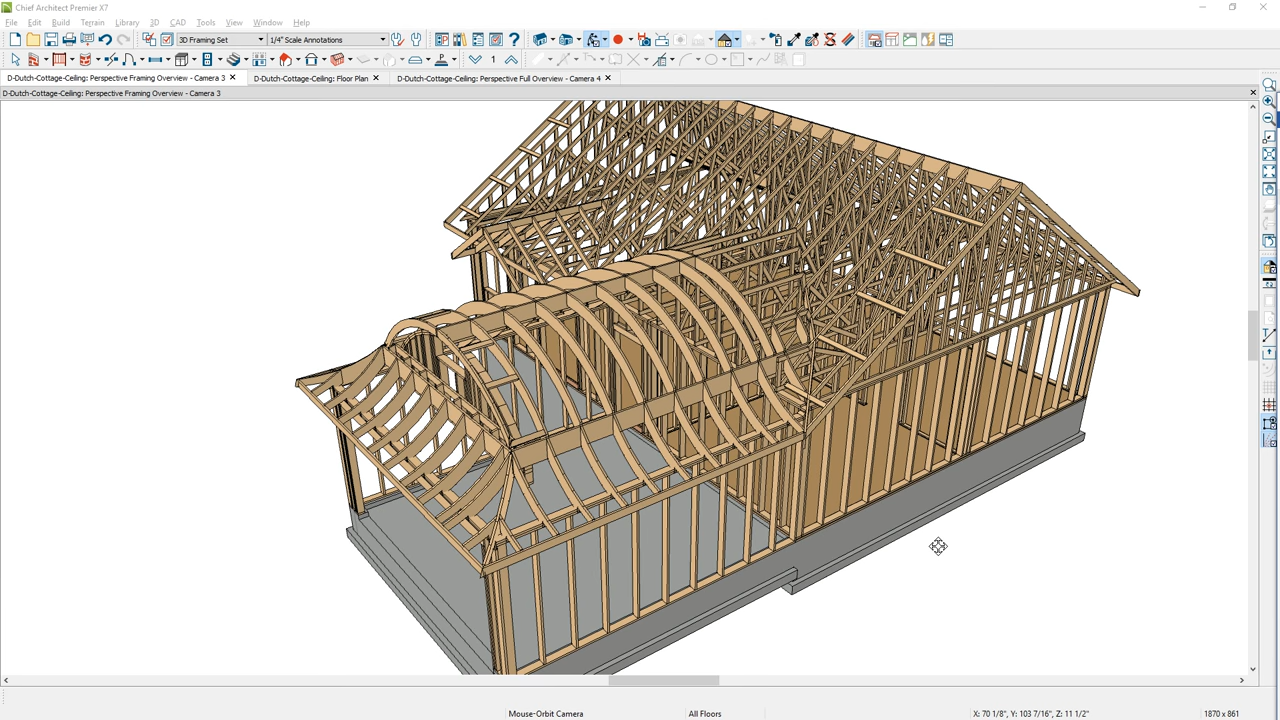 Chief Architect Premier X7
File Edit Build Terrain Library 3D CAD Tools View Window Help
3D Framing Set 1/4" Scale Annotations
1
D-Dutch-Cottage-Ceiling: Perspective Framing Overview - Camera 3 D-Dutch-Cottage-Ceiling: Floor Plan D-Dutch-Cottage-Ceiling: Perspective Full Overview - Camera 4
D-Dutch-Cottage-Ceiling: Perspective Framing Overview - Camera 3
Mouse-Orbit Camera All Floors X: 70 1/8", Y: 103 7/16", Z: 11 1/2" 1870 x 861